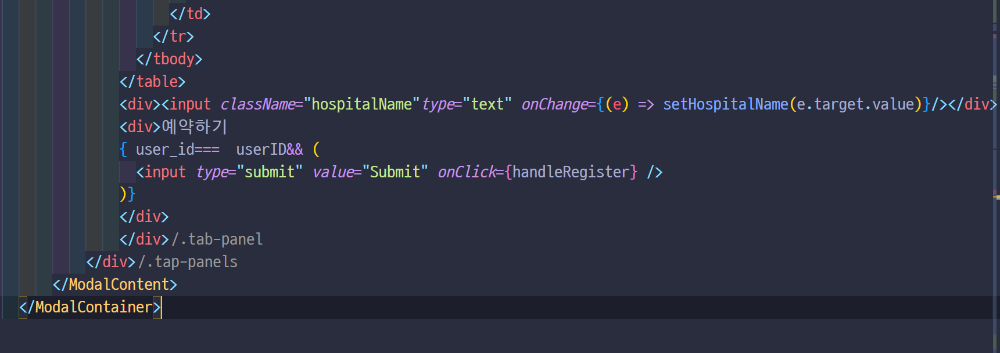 </td>
</tr>
</tbody>
</table>
<div><input className="hospitalName"type="text" onChange={(e) => setHospitalName(e.target.value)}/></div>
<div>예약하기
{ user_id===  userID&& (
<input type="submit" value="Submit" onClick={handleRegister} />
)}
</div>
</div>/.tab-panel
</div>/.tap-panels
</ModalContent>
</ModalContainer>